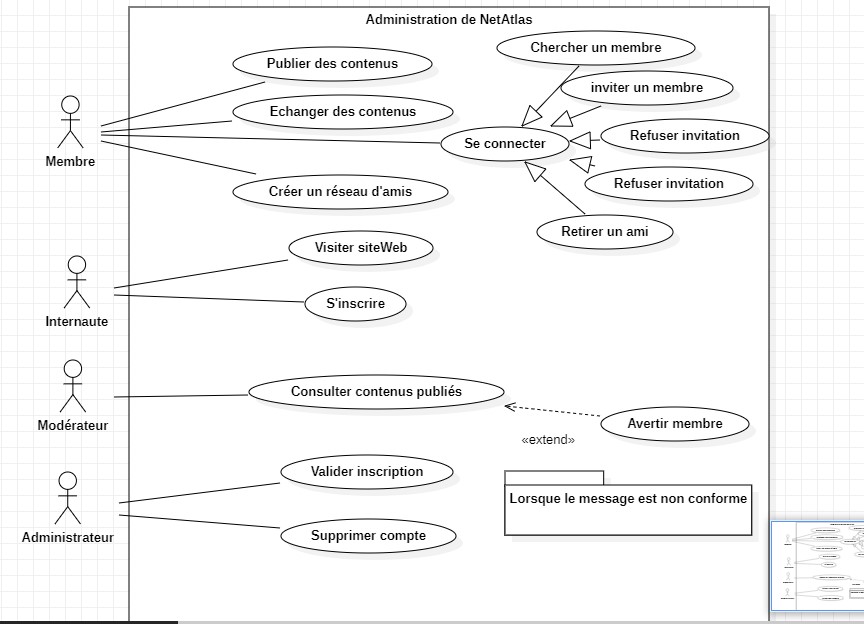 Administration de NetAtlas
Publier des contenus
Chercher un membre
inviter un membre
Echanger des contenus
Se connecter
Refuser invitation
Membre
Créer un réseau d'amis
Refuser invitation
Retirer un ami
Visiter siteWeb
S'inscrire
Internaute
Consulter contenus publiés
Modérateur
Avertir membre
«extend»
Valider inscription
Lorsque le message est non conforme
Administrateur
Supprimer compte